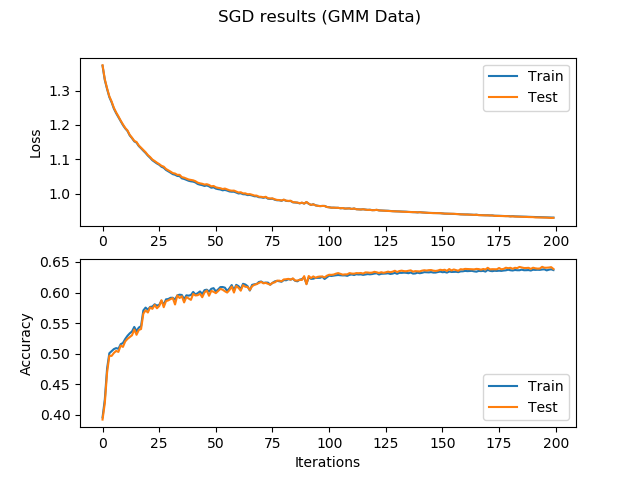 SGD results (GMM Data)
Loss
1.3
1.2
1.1
1.0
Train
Test
0 25 50 75 100 125 150 175 200
Accuracy
0.65
0.60
0.55
0.50
0.45
0.40
Train
Test
0 25 50 75 100 125 150 175 200
Iterations